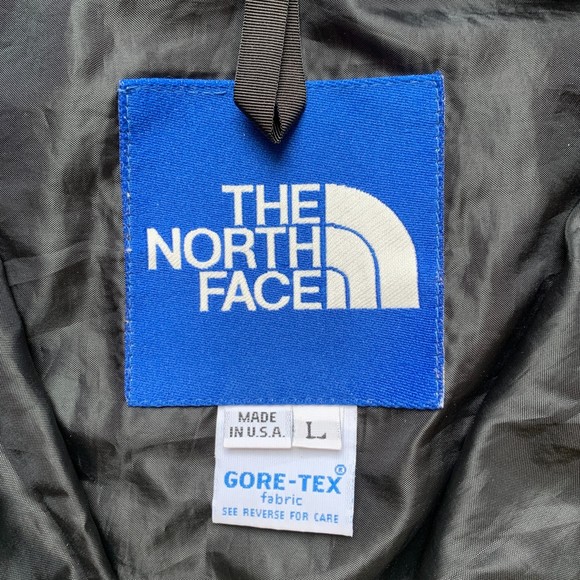 THE
NORTH
FACE
MADE
IN U.S.A.
L
GORE-TEX®
fabric
SEE REVERSE FOR CARE